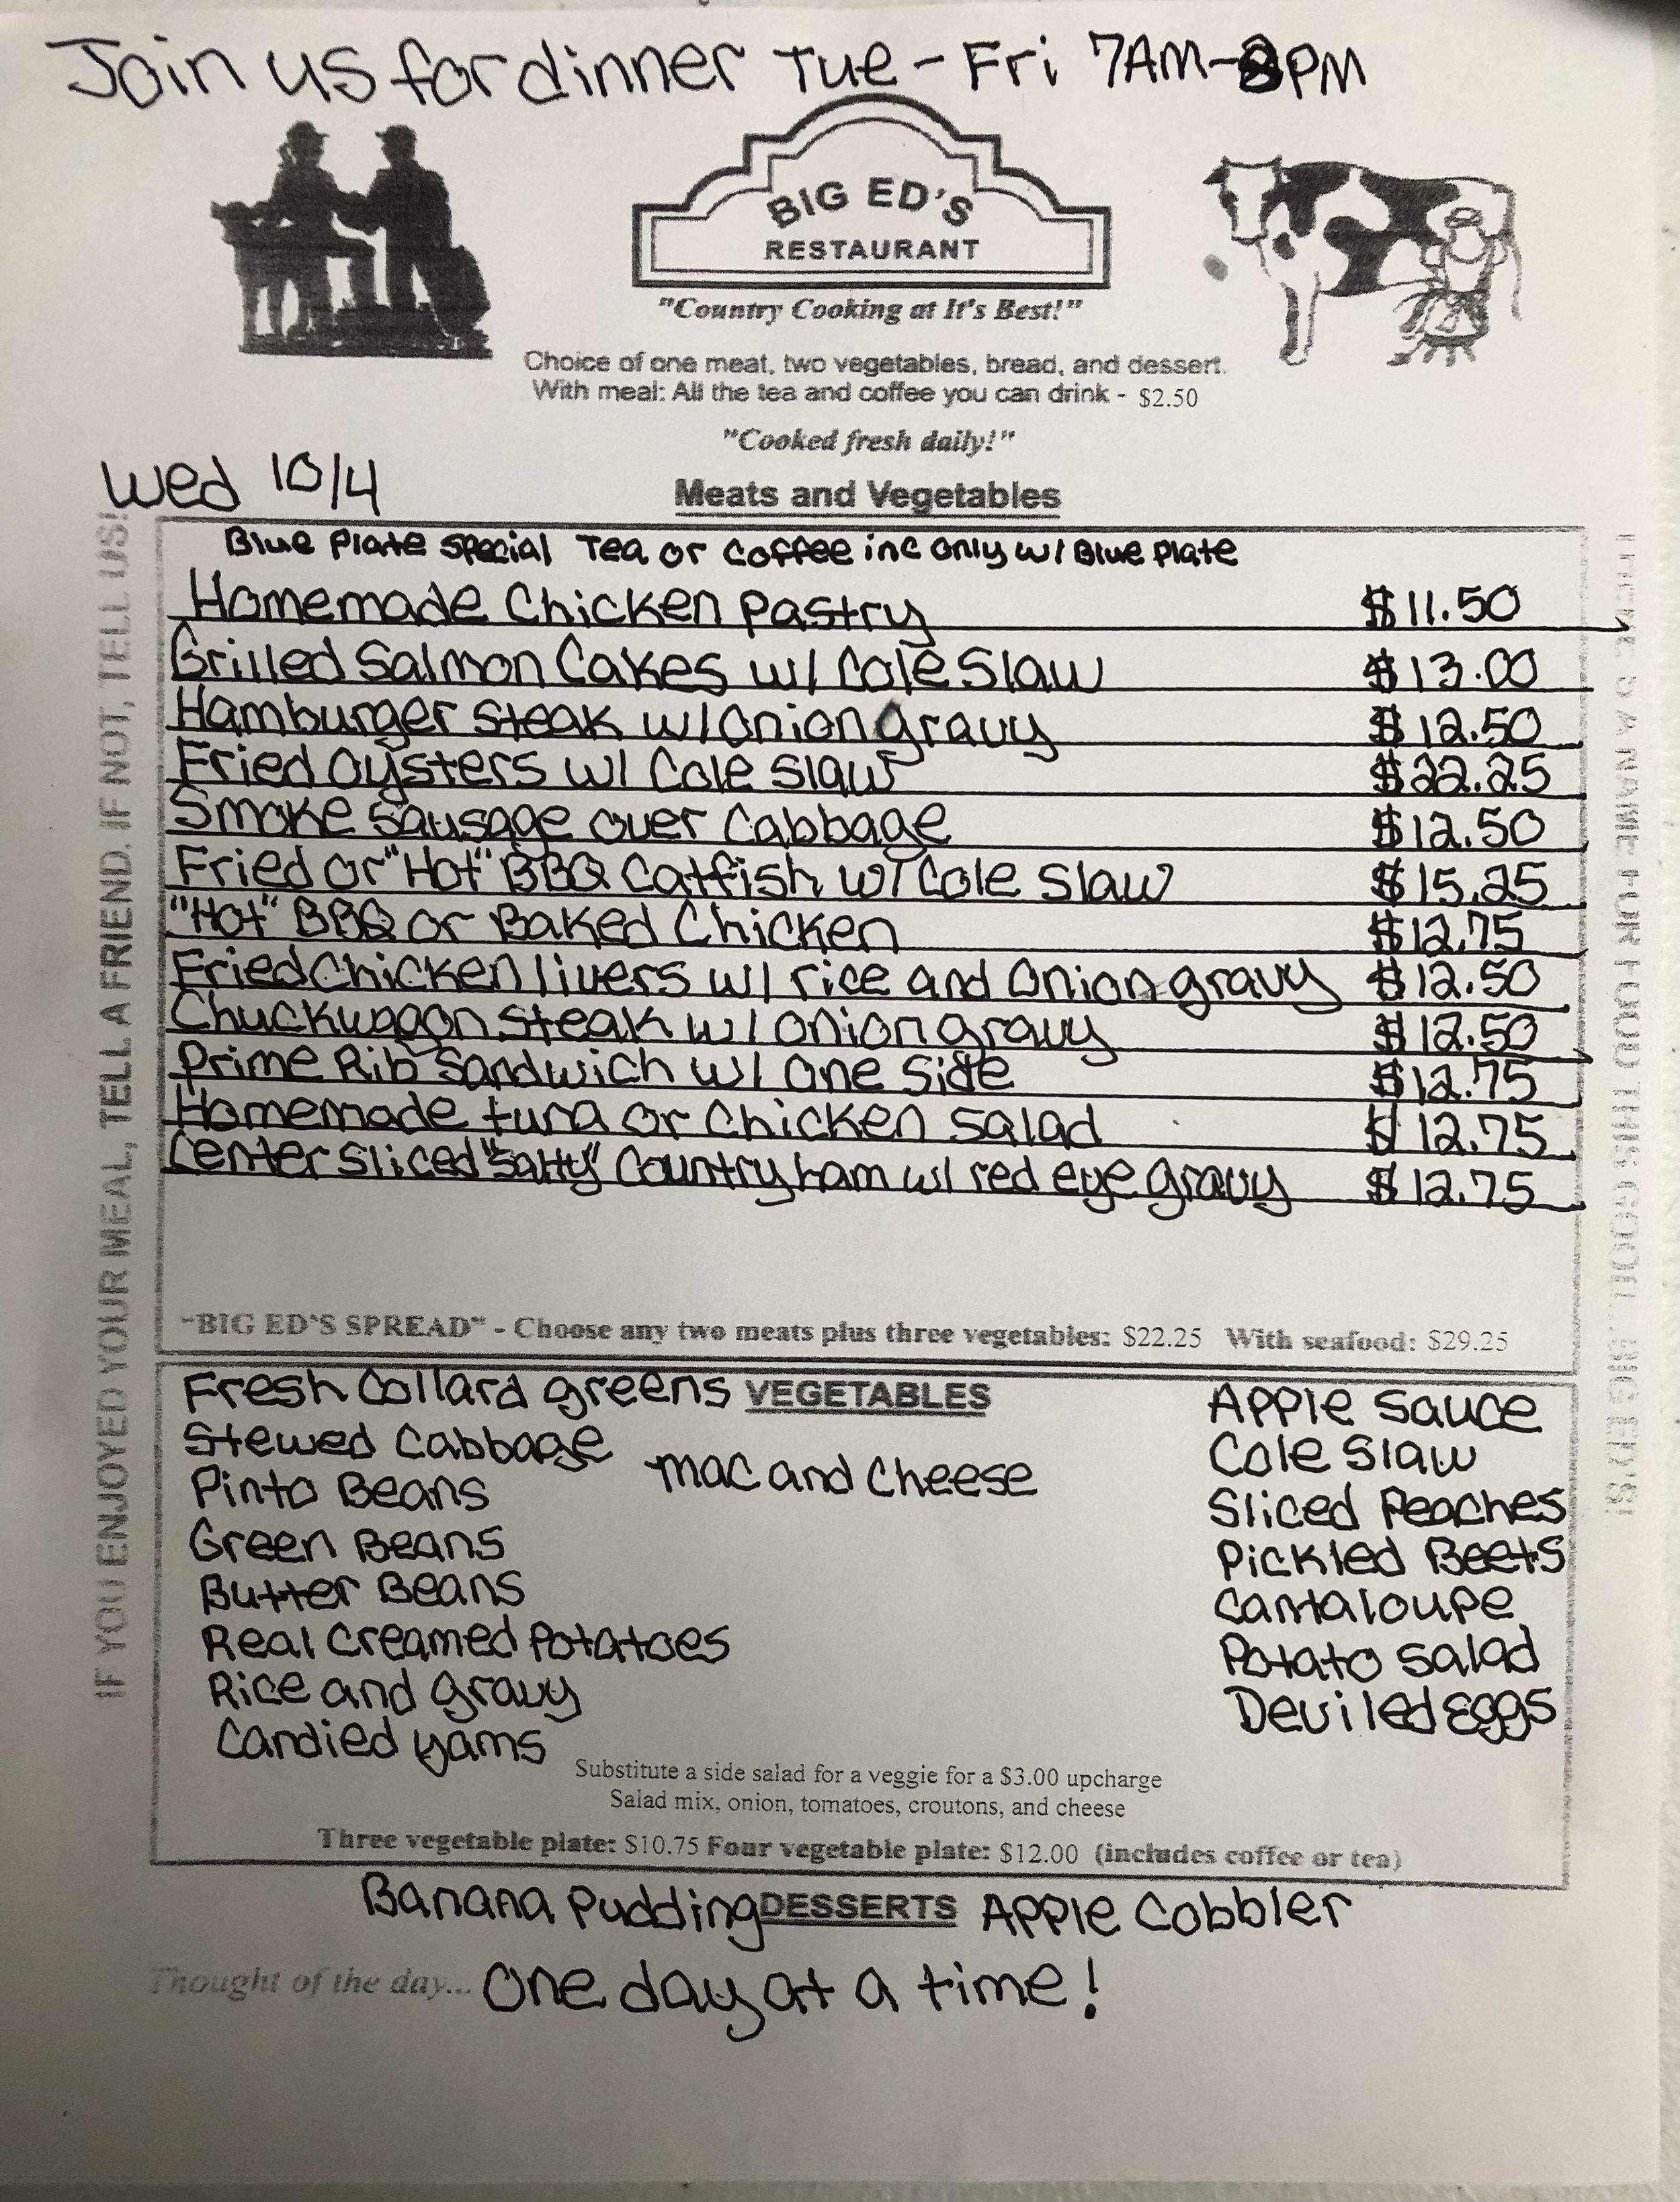 Join us for dinner Tue - Fri 7AM-8PM
BIG ED'S
RESTAURANT
"Country Cooking at It's Best!"
Choice of one meat, two vegetables, bread, and dessert.
With meal: All the tea and coffee you can drink - $2.50
"Cooked fresh daily!"
Wed 10/4
Meats and Vegetables
Blue Plate Special Tea or Coffee inc only w/ Blue Plate
Homemade Chicken Pastry $11.50
Grilled Salmon Cakes w/ Cole Slaw $13.00
Hamburger Steak w/ Onion gravy $12.50
Fried Oysters w/ Cole Slaw $22.25
Smoke Sausage over Cabbage $12.50
Fried or "Hot" BBQ Catfish w/ Cole Slaw $15.25
"Hot" BBQ or Baked Chicken $12.75
Fried Chicken livers w/ rice and Onion gravy $12.50
Chuckwagon Steak w/ Onion gravy $12.50
Prime Rib Sandwich w/ One Side $12.75
Homemade tuna or Chicken Salad $12.75
Center Sliced "Salty" Country ham w/ red eye gravy $12.75
"BIG ED'S SPREAD" - Choose any two meats plus three vegetables: $22.25 With seafood: $29.25
IF YOU ENJOYED YOUR MEAL, TELL A FRIEND. IF NOT, TELL US!
A NAME FOR FOOD THIS GOOD!... BIG ED'S!
VEGETABLES
Fresh Collard greens
Stewed Cabbage
Pinto Beans
Green Beans
Butter Beans
Real Creamed Potatoes
Rice and gravy
Candied yams
Mac and Cheese
Apple Sauce
Cole Slaw
Sliced Peaches
Pickled Beets
Cantaloupe
Potato Salad
Deviled Eggs
Substitute a side salad for a veggie for a $3.00 upcharge
Salad mix, onion, tomatoes, croutons, and cheese
Three vegetable plate: $10.75 Four vegetable plate: $12.00 (includes coffee or tea)
Banana Pudding DESSERTS Apple Cobbler
Thought of the day... One day at a time!